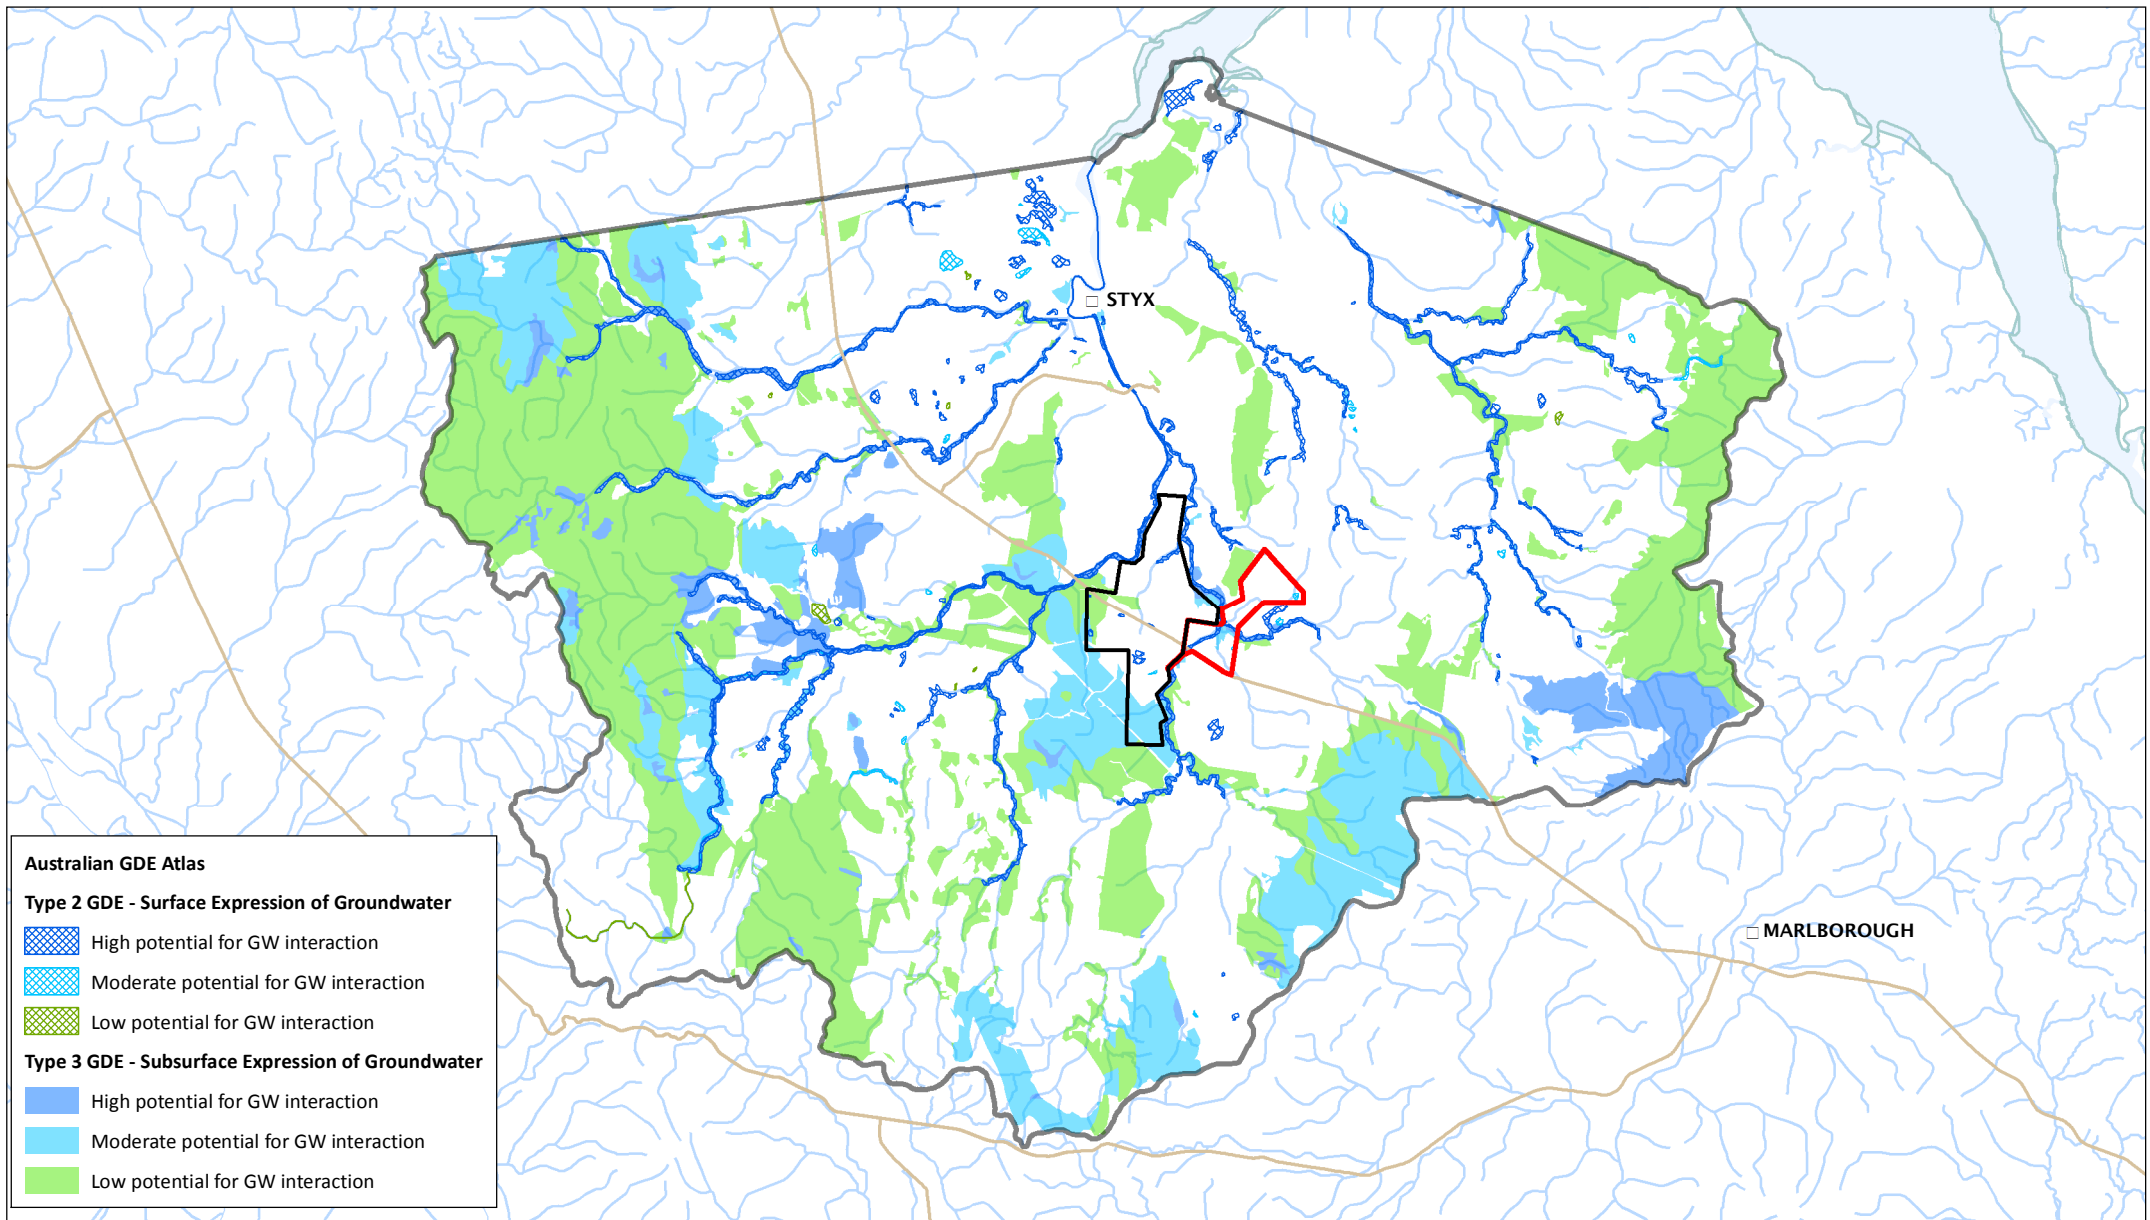 STYX
MARLBOROUGH
Australian GDE Atlas
Type 2 GDE - Surface Expression of Groundwater
High potential for GW interaction
Moderate potential for GW interaction
Low potential for GW interaction
Type 3 GDE - Subsurface Expression of Groundwater
High potential for GW interaction
Moderate potential for GW interaction
Low potential for GW interaction